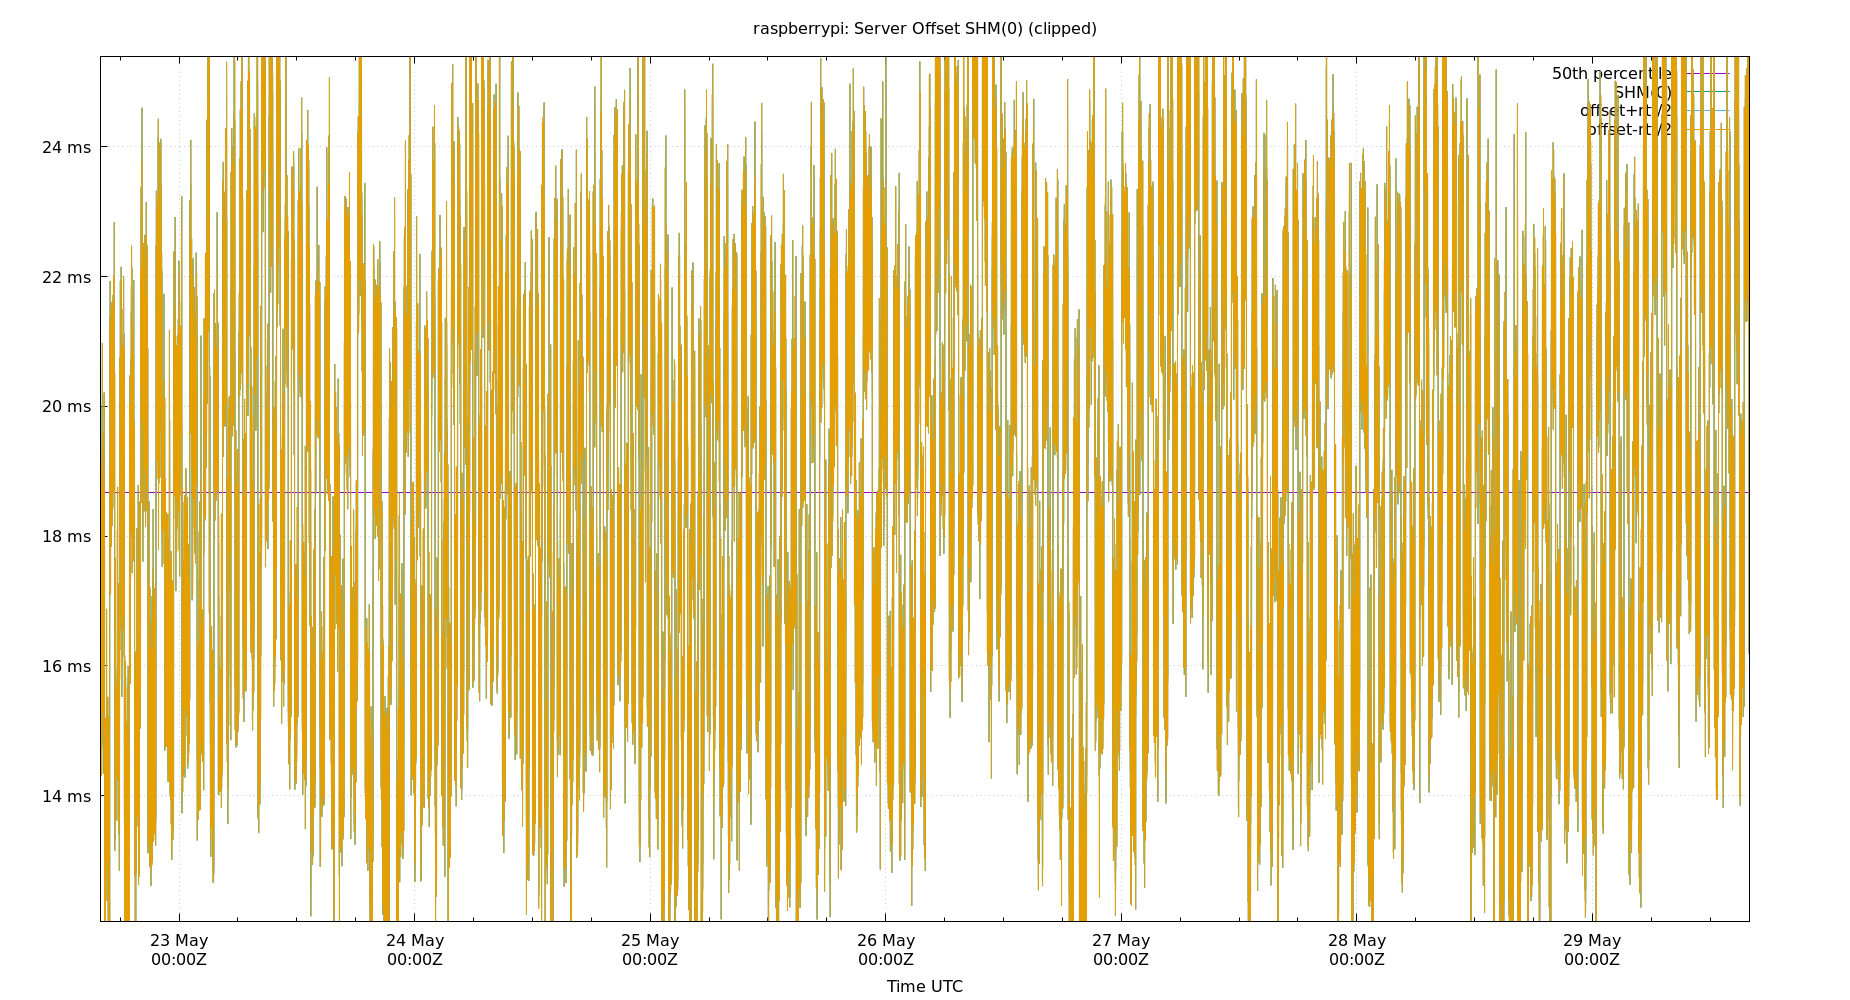 raspberrypi: Server Offset SHM(0) (clipped)
50th percentile
SHM(0)
offset+rtt/2
offset-rtt/2
24 ms
22 ms
20 ms
18 ms
16 ms
14 ms
23 May
00:00Z
24 May
00:00Z
25 May
00:00Z
26 May
00:00Z
27 May
00:00Z
28 May
00:00Z
29 May
00:00Z
Time UTC